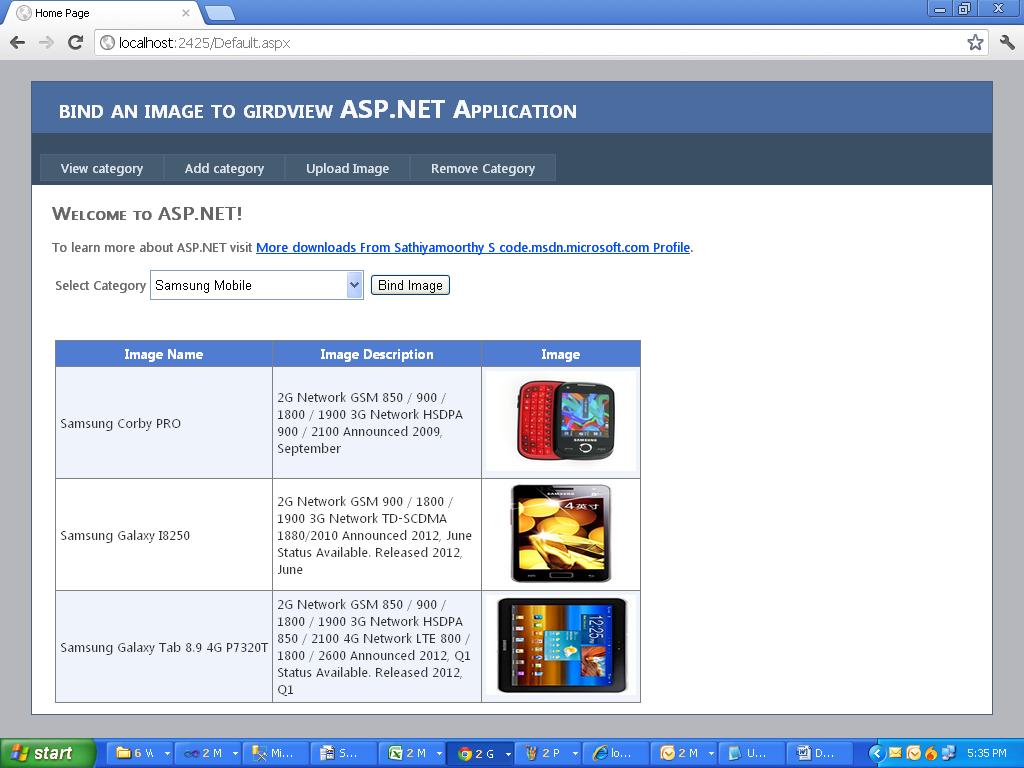 Home Page
localhost:2425/Default.aspx
BIND AN IMAGE TO GIRDVIEW ASP.NET APPLICATION
View category Add category Upload Image Remove Category
WELCOME TO ASP.NET!
To learn more about ASP.NET visit More downloads From Sathiyamoorthy S code.msdn.microsoft.com Profile.
Select Category Samsung Mobile Bind Image
Image Name Image Description Image
Samsung Corby PRO
2G Network GSM 850 / 900 /
1800 / 1900 3G Network HSDPA
900 / 2100 Announced 2009,
September
SAMSUNG
Samsung Galaxy I8250
2G Network GSM 900 / 1800 /
1900 3G Network TD-SCDMA
1880/2010 Announced 2012, June
Status Available. Released 2012,
June
SAMSUNG
4英寸
Samsung Galaxy Tab 8.9 4G P7320T
2G Network GSM 850 / 900 /
1800 / 1900 3G Network HSDPA
850 / 2100 4G Network LTE 800 /
1800 / 2600 Announced 2012, Q1
Status Available. Released 2012,
Q1
12:25
start 6 W 2 M Mi... S... 2 M 2 G 2 P lo... 2 M U... D... 5:35 PM